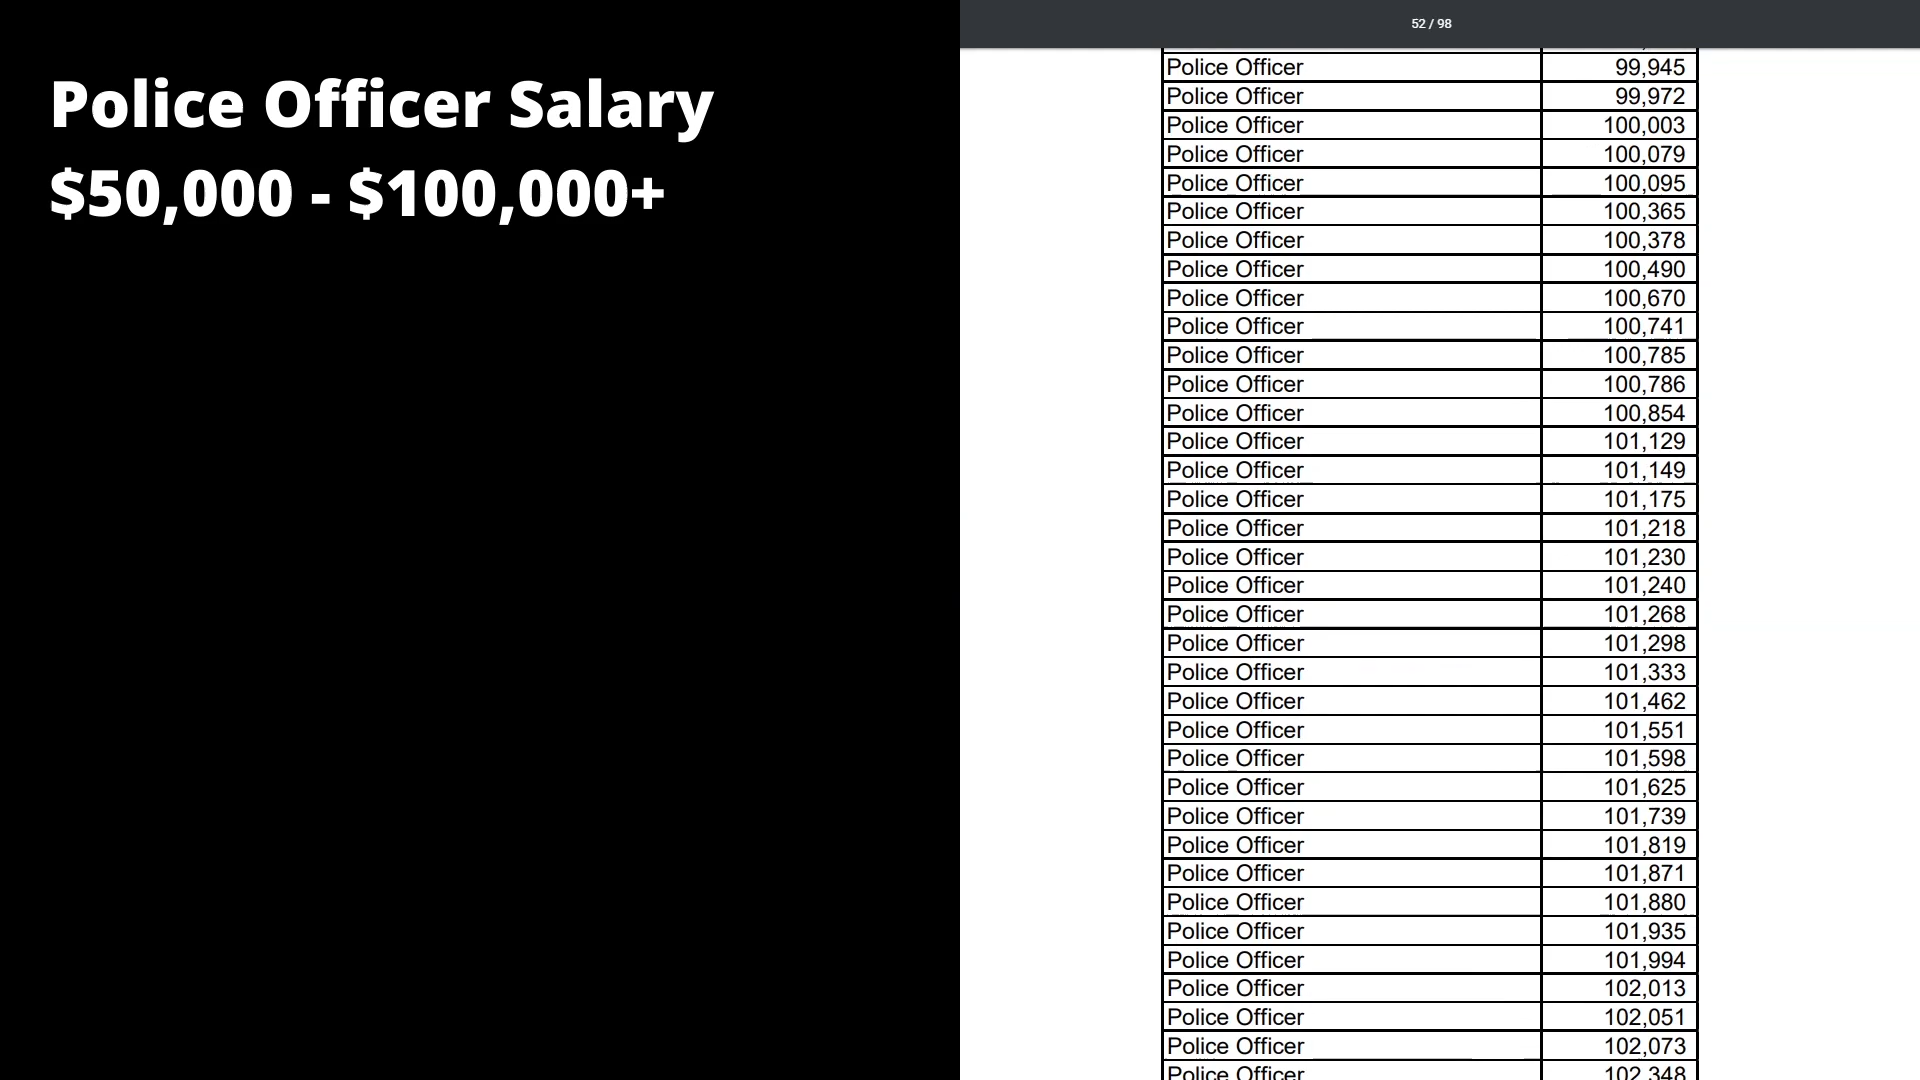 Police Officer Salary
$50,000 - $100,000+
52 / 98
Police Officer 99,945
Police Officer 99,972
Police Officer 100,003
Police Officer 100,079
Police Officer 100,095
Police Officer 100,365
Police Officer 100,378
Police Officer 100,490
Police Officer 100,670
Police Officer 100,741
Police Officer 100,785
Police Officer 100,786
Police Officer 100,854
Police Officer 101,129
Police Officer 101,149
Police Officer 101,175
Police Officer 101,218
Police Officer 101,230
Police Officer 101,240
Police Officer 101,268
Police Officer 101,298
Police Officer 101,333
Police Officer 101,462
Police Officer 101,551
Police Officer 101,598
Police Officer 101,625
Police Officer 101,739
Police Officer 101,819
Police Officer 101,871
Police Officer 101,880
Police Officer 101,935
Police Officer 101,994
Police Officer 102,013
Police Officer 102,051
Police Officer 102,073
Police Officer 102,348